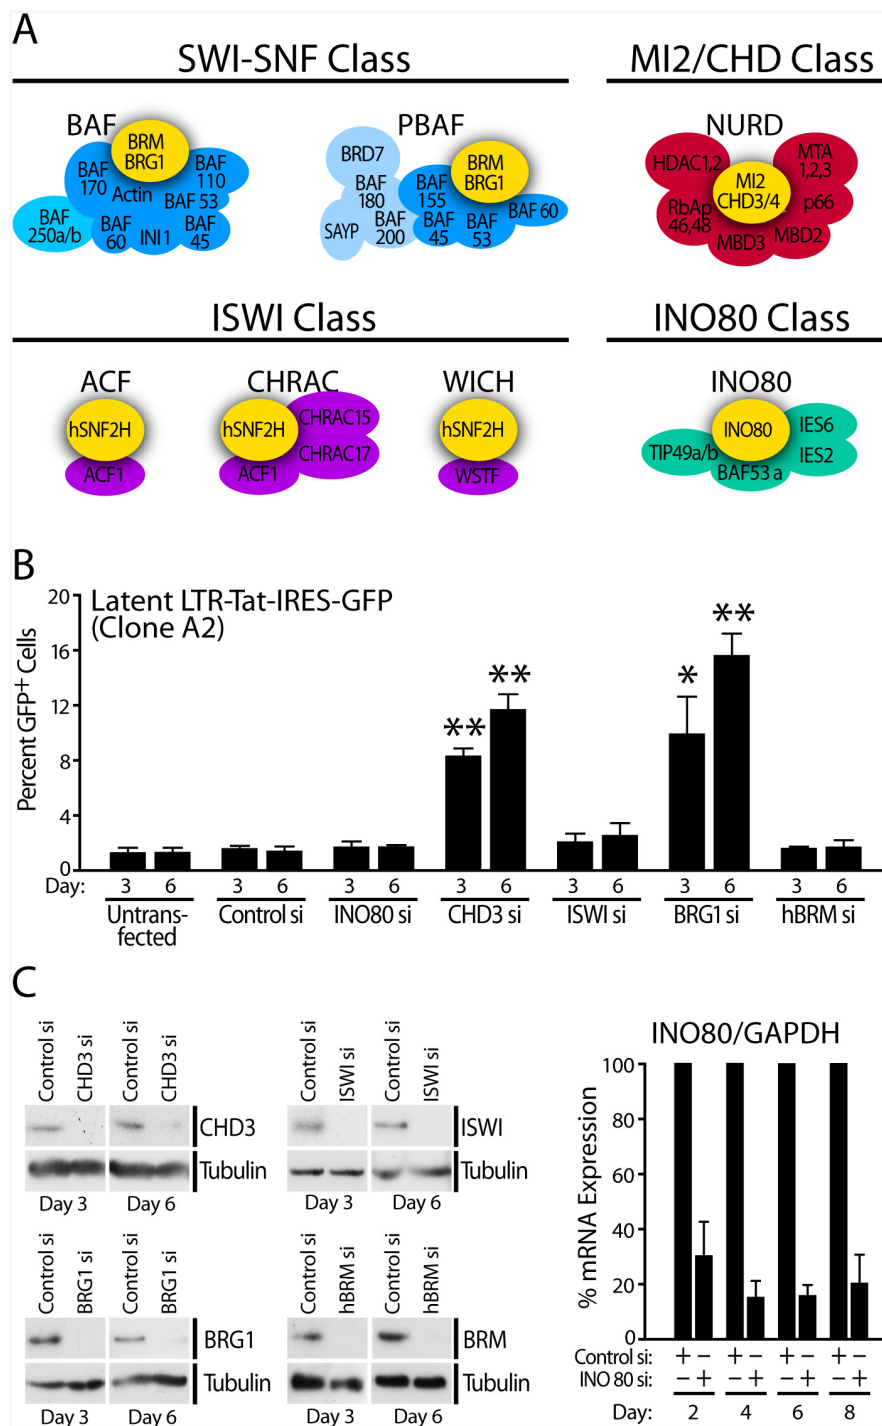 A
SWI-SNF Class
MI2/CHD Class
BAF
BRM
BRG1
BAF
170
Actin
BAF
110
BAF 53
BAF
250a/b
BAF
60
INI1
BAF
45
PBAF
BRD7
BRM
BRG1
BAF
180
BAF
155
SAYP
BAF
200
BAF
45
BAF
53
BAF 60
NURD
HDAC1,2
MTA
1,2,3
MI2
CHD3/4
RbAp
46,48
p66
MBD3
MBD2
ISWI Class
INO80 Class
ACF
hSNF2H
ACF1
CHRAC
hSNF2H
CHRAC15
CHRAC17
ACF1
WICH
hSNF2H
WSTF
INO80
INO80
IES6
IES2
TIP49a/b
BAF53 a
B
Latent LTR-Tat-IRES-GFP
(Clone A2)
Percent GFP+ Cells
20
16
12
8
4
0
** ** * **
Day: 3 6 3 6 3 6 3 6 3 6 3 6 3 6
Untrans-
fected
Control si
INO80 si
CHD3 si
ISWI si
BRG1 si
hBRM si
C
Control si
CHD3 si
Control si
CHD3 si
CHD3
Tubulin
Day 3
Day 6
Control si
ISWI si
Control si
ISWI si
ISWI
Tubulin
Day 3
Day 6
Control si
BRG1 si
Control si
BRG1 si
BRG1
Tubulin
Day 3
Day 6
Control si
hBRM si
Control si
hBRM si
BRM
Tubulin
Day 3
Day 6
INO80/GAPDH
% mRNA Expression
100
80
60
40
20
0
Control si: + − + − + − + −
INO 80 si: − + − + − + − +
Day: 2 4 6 8